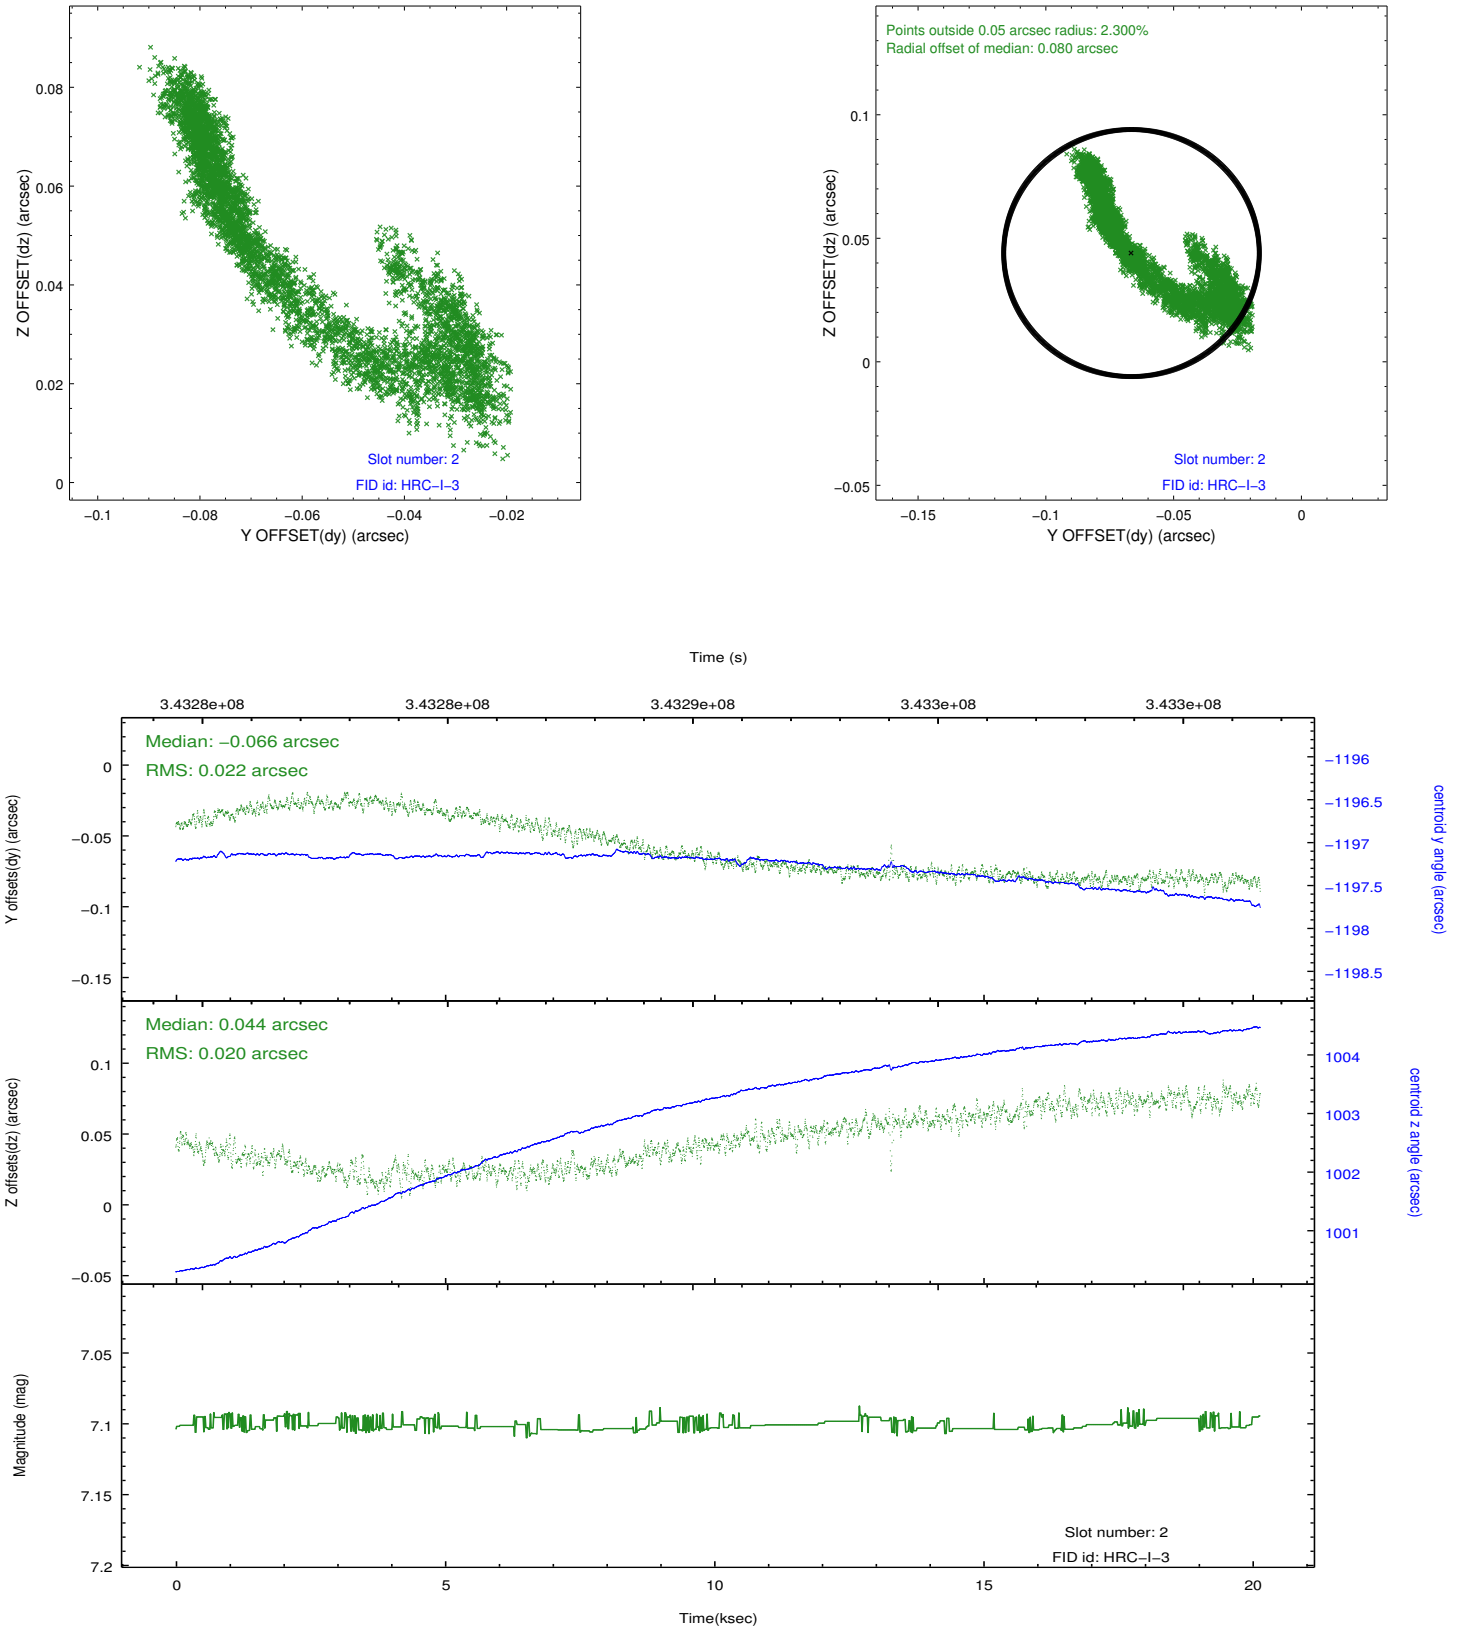 Z OFFSET(dz) (arcsec)
0.08
0.06
0.04
0.02
0
Slot number: 2
FID id: HRC−I−3
−0.1
−0.08
−0.06
−0.04
−0.02
Y OFFSET(dy) (arcsec)
Points outside 0.05 arcsec radius: 2.300%
Radial offset of median: 0.080 arcsec
Z OFFSET(dz) (arcsec)
0.1
0.05
0
−0.05
Slot number: 2
FID id: HRC−I−3
−0.15
−0.1
−0.05
0
Y OFFSET(dy) (arcsec)
Time (s)
3.4328e+08
3.4328e+08
3.4329e+08
3.433e+08
3.433e+08
Median: −0.066 arcsec
RMS: 0.022 arcsec
Y offsets(dy) (arcsec)
0
−0.05
−0.1
−0.15
−1196
−1196.5
−1197
−1197.5
−1198
−1198.5
centroid y angle (arcsec)
Median: 0.044 arcsec
RMS: 0.020 arcsec
Z offsets(dz) (arcsec)
0.1
0.05
0
−0.05
1004
1003
1002
1001
centroid z angle (arcsec)
Magnitude (mag)
7.05
7.1
7.15
7.2
Slot number: 2
FID id: HRC−I−3
0
5
10
15
20
Time(ksec)